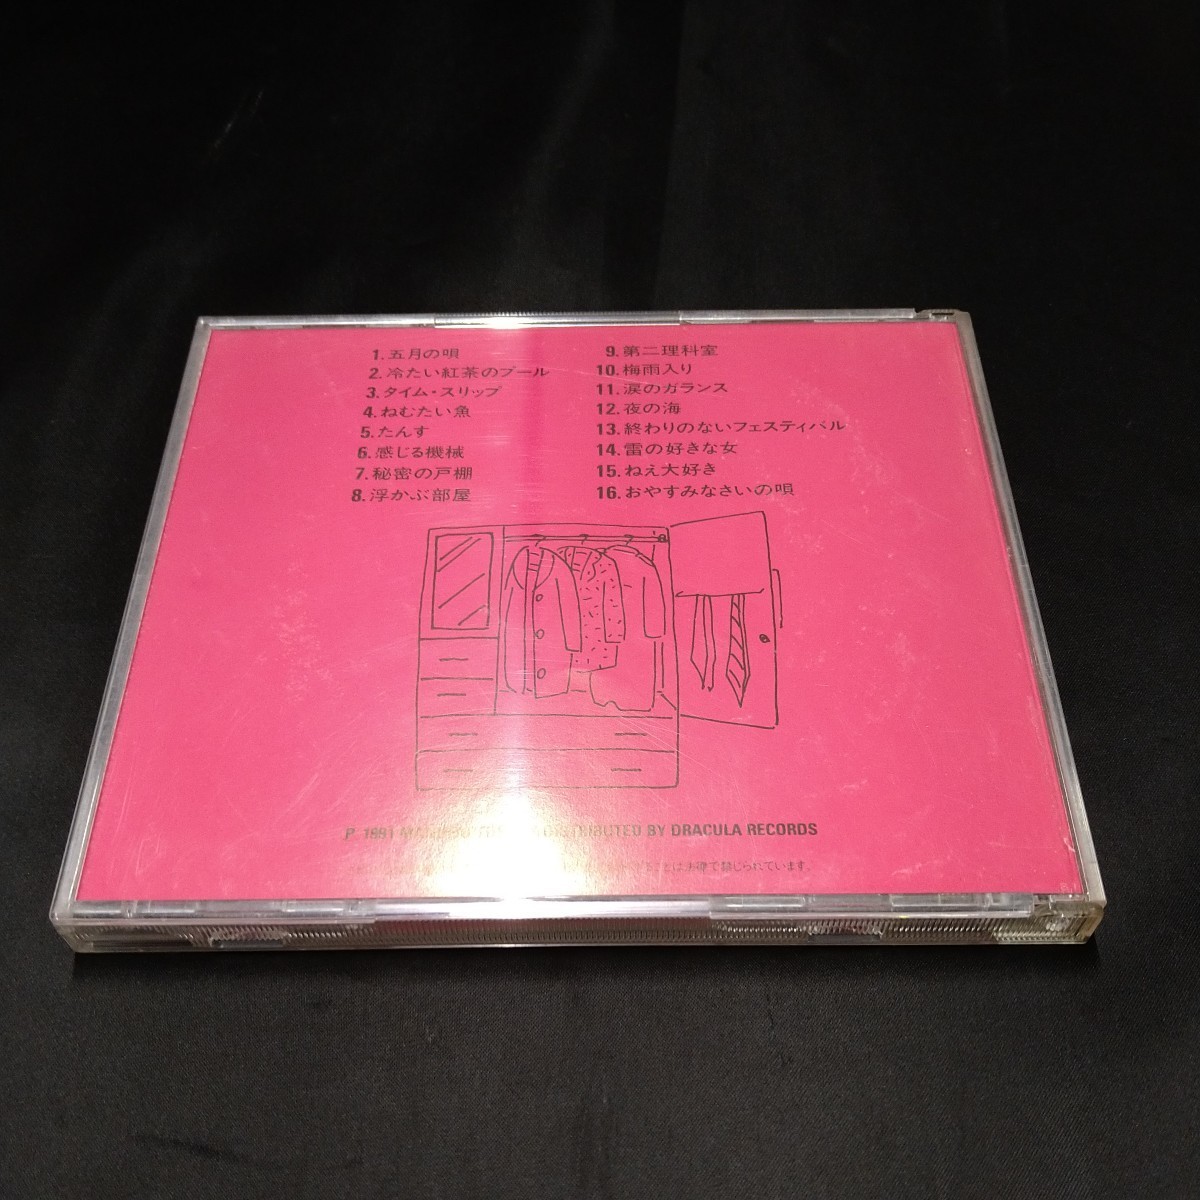 1. 五月の唄
2. 冷たい紅茶のプール
3. タイム・スリップ
4. ねむたい魚
5. たんす
6. 感じる機械
7. 秘密の戸棚
8. 浮かぶ部屋
9. 第二理科室
10. 梅雨入り
11. 涙のガランス
12. 夜の海
13. 終わりのないフェスティバル
14. 雷の好きな女
15. ねえ大好き
16. おやすみなさいの唄
P. 1991 DISTRIBUTED BY DRACULA RECORDS
ることは法律で禁じられています。